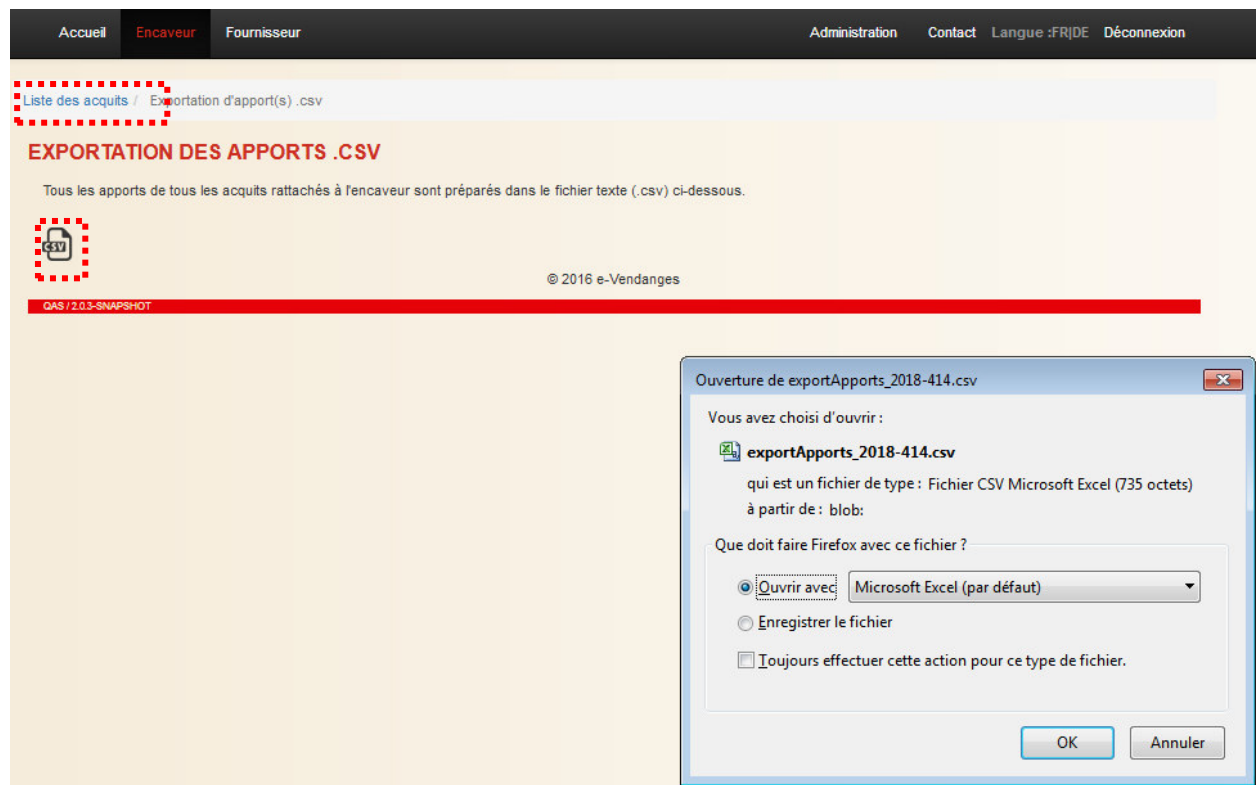 Accueil Encaveur Fournisseur Administration Contact Langue :FR|DE Déconnexion
Liste des acquits / Exportation d'apport(s) .csv
EXPORTATION DES APPORTS .CSV
Tous les apports de tous les acquits rattachés à l'encaveur sont préparés dans le fichier texte (.csv) ci-dessous.
CSV
© 2016 e-Vendanges
QAS / 2.0.3-SNAPSHOT
Ouverture de exportApports_2018-414.csv
Vous avez choisi d'ouvrir :
exportApports_2018-414.csv
qui est un fichier de type : Fichier CSV Microsoft Excel (735 octets)
à partir de : blob:
Que doit faire Firefox avec ce fichier ?
Ouvrir avec Microsoft Excel (par défaut)
Enregistrer le fichier
Toujours effectuer cette action pour ce type de fichier.
OK Annuler